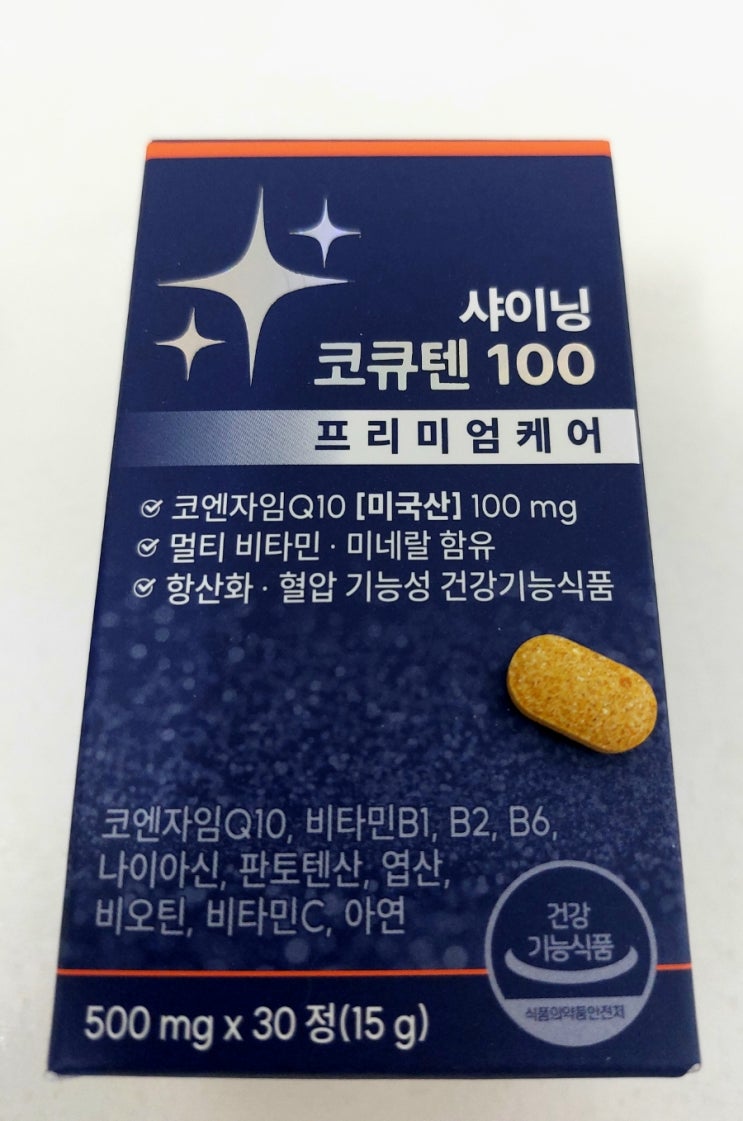 샤이닝
코큐텐 100
프리미엄케어
코엔자임Q10 [미국산] 100 mg
멀티 비타민 · 미네랄 함유
항산화 · 혈압 기능성 건강기능식품
코엔자임Q10, 비타민B1, B2, B6,
나이아신, 판토텐산, 엽산,
비오틴, 비타민C, 아연
건강
기능식품
식품의약품안전처
500 mg x 30 정(15 g)